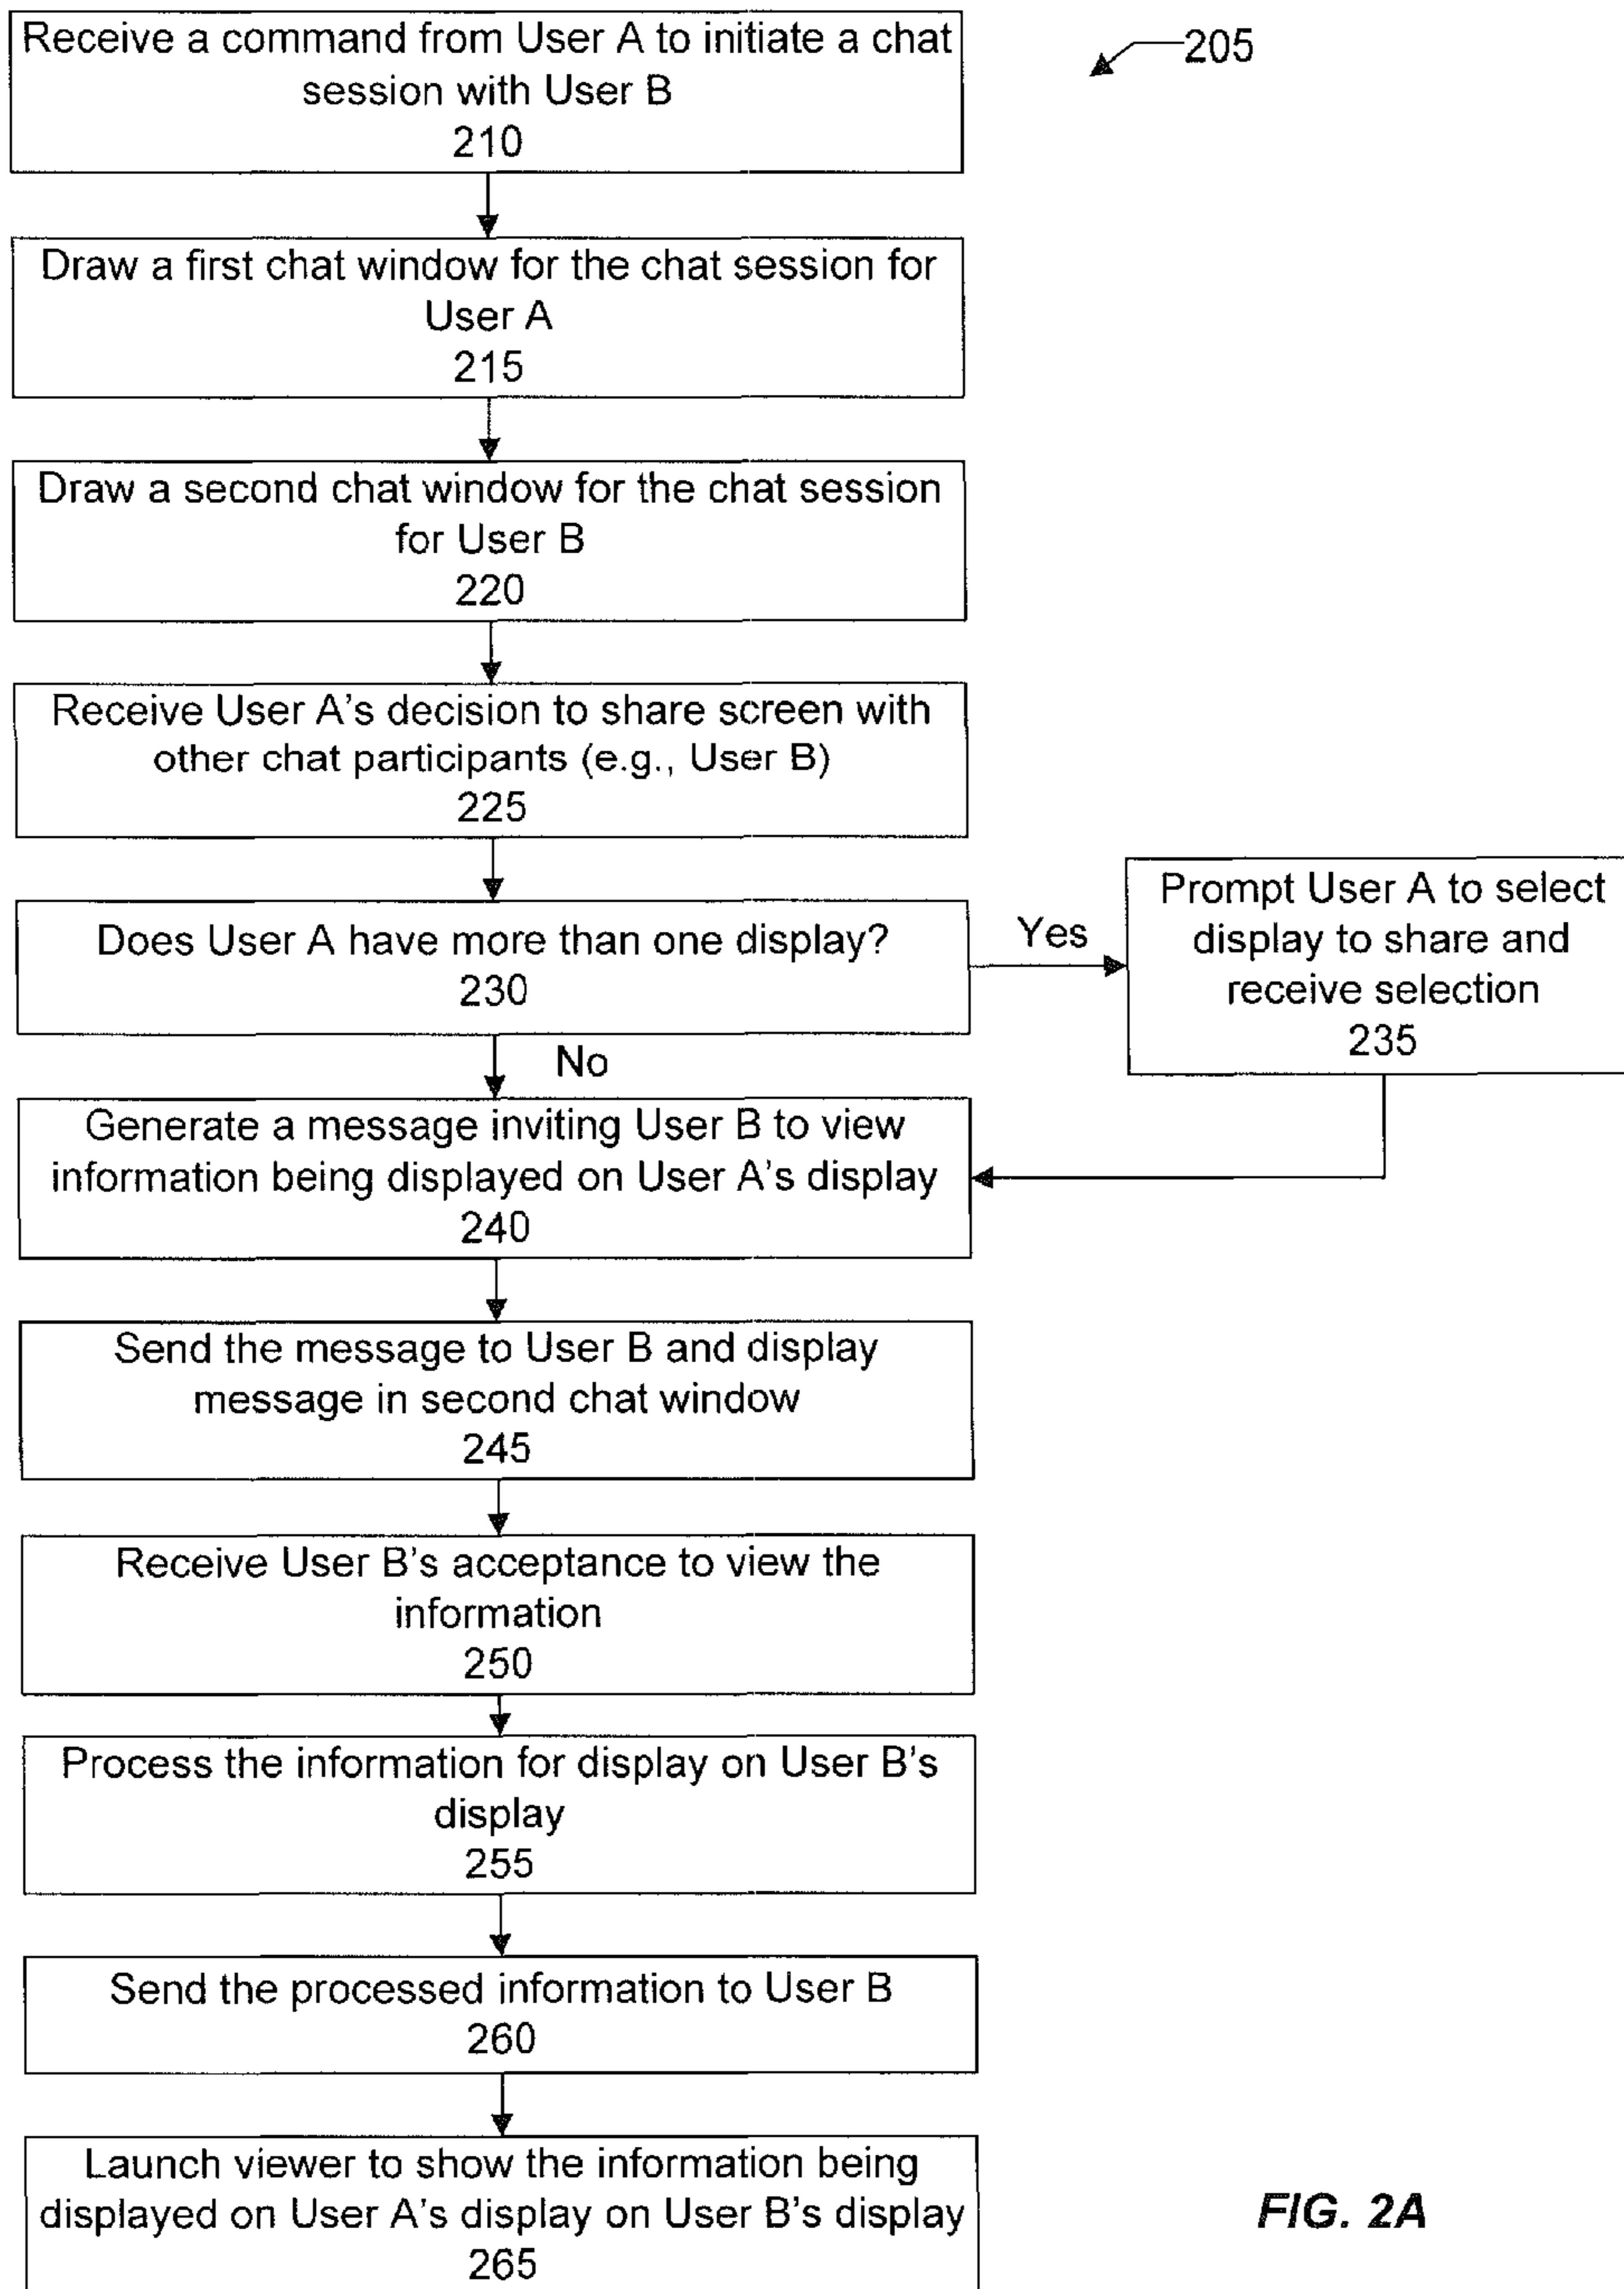 Receive a command from User A to initiate a chat
session with User B
210
205
Draw a first chat window for the chat session for
User A
215
Draw a second chat window for the chat session
for User B
220
Receive User A's decision to share screen with
other chat participants (e.g., User B)
225
Does User A have more than one display?
230
Yes
Prompt User A to select
display to share and
receive selection
235
No
Generate a message inviting User B to view
information being displayed on User A's display
240
Send the message to User B and display
message in second chat window
245
Receive User B's acceptance to view the
information
250
Process the information for display on User B's
display
255
Send the processed information to User B
260
Launch viewer to show the information being
displayed on User A's display on User B's display
265
FIG. 2A